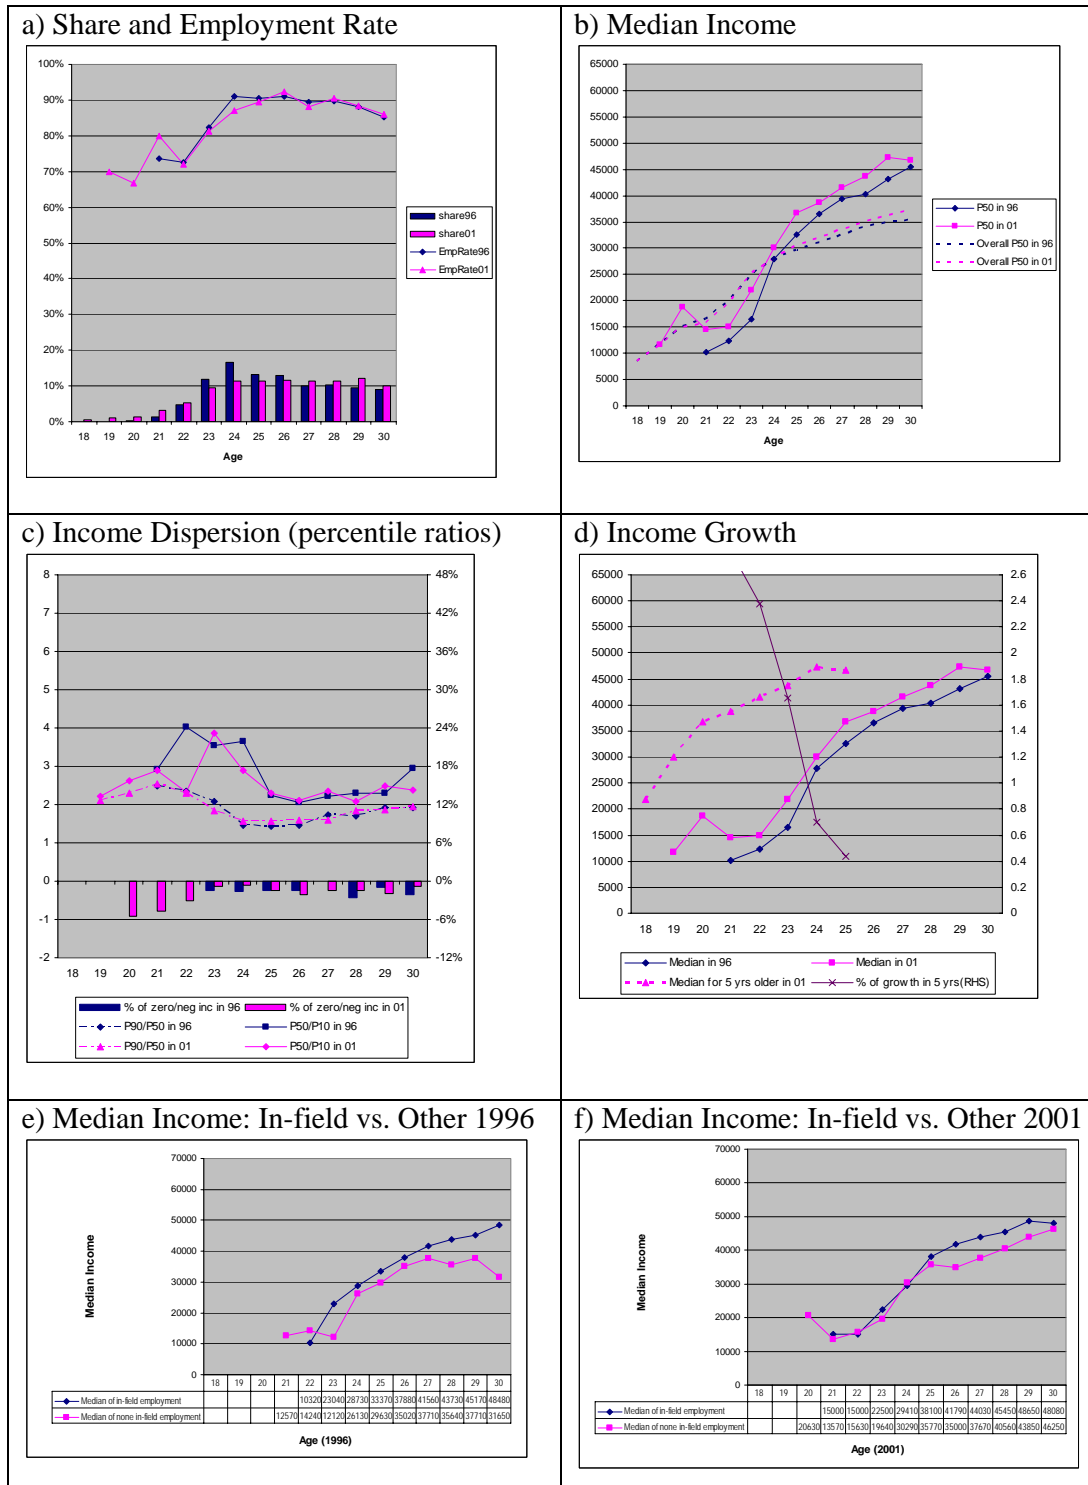 a) Share and Employment Rate
100%
90%
80%
70%
60%
50%
40%
30%
20%
10%
0%
18 19 20 21 22 23 24 25 26 27 28 29 30
Age
share96
share01
EmpRate96
EmpRate01
b) Median Income
65000
60000
55000
50000
45000
40000
35000
30000
25000
20000
15000
10000
5000
0
18 19 20 21 22 23 24 25 26 27 28 29 30
Age
P50 in 96
P50 in 01
Overall P50 in 96
Overall P50 in 01
c) Income Dispersion (percentile ratios)
8 48%
7 42%
6 36%
5 30%
4 24%
3 18%
2 12%
1 6%
0 0%
-1 -6%
-2 -12%
18 19 20 21 22 23 24 25 26 27 28 29 30
% of zero/neg inc in 96 % of zero/neg inc in 01
P90/P50 in 96 P50/P10 in 96
P90/P50 in 01 P50/P10 in 01
d) Income Growth
65000 2.6
60000 2.4
55000 2.2
50000 2
45000 1.8
40000 1.6
35000 1.4
30000 1.2
25000 1
20000 0.8
15000 0.6
10000 0.4
5000 0.2
0 0
18 19 20 21 22 23 24 25 26 27 28 29 30
Median in 96 Median in 01
Median for 5 yrs older in 01 % of growth in 5 yrs(RHS)
e) Median Income: In-field vs. Other 1996
70000
60000
50000
40000
30000
20000
10000
0
Median Income
18 19 20 21 22 23 24 25 26 27 28 29 30
Median of in-field employment 10320 23040 28730 33370 37880 41560 43730 45170 48480
Median of none in-field employment 12570 14240 12120 26130 29630 35020 37710 35640 37710 31650
Age (1996)
f) Median Income: In-field vs. Other 2001
70000
60000
50000
40000
30000
20000
10000
0
Median Income
18 19 20 21 22 23 24 25 26 27 28 29 30
Median of in-field employment 15000 15000 22500 29410 38100 41790 44030 45450 48650 48080
Median of none in-field employment 20630 13570 15630 19640 30290 35770 35000 37670 40560 43850 46250
Age (2001)